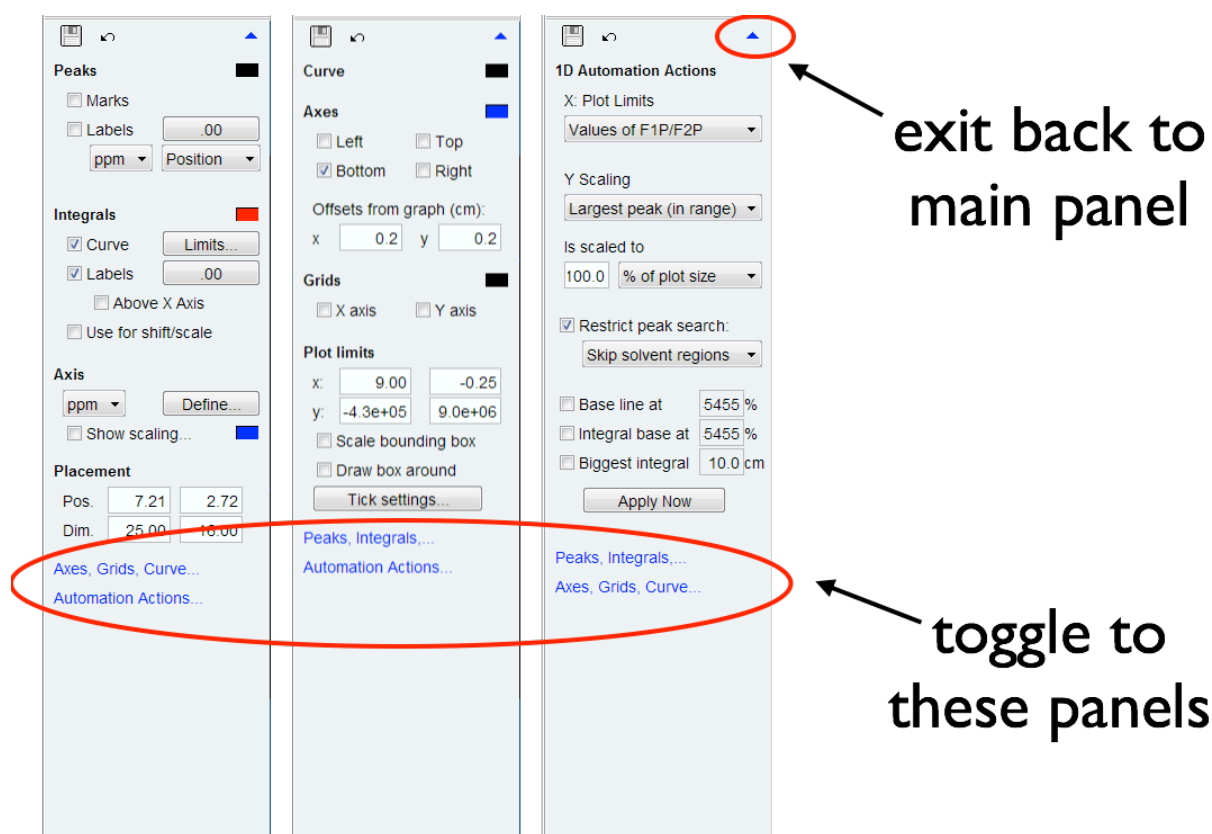 Peaks
Marks
Labels .00
ppm Position
Integrals
Curve Limits...
Labels .00
Above X Axis
Use for shift/scale
Axis
ppm Define...
Show scaling...
Placement
Pos. 7.21 2.72
Dim. 25.00 16.00
Axes, Grids, Curve...
Automation Actions...
Curve
Axes
Left Top
Bottom Right
Offsets from graph (cm):
x 0.2 y 0.2
Grids
X axis Y axis
Plot limits
x: 9.00 -0.25
y: -4.3e+05 9.0e+06
Scale bounding box
Draw box around
Tick settings...
Peaks, Integrals,...
Automation Actions...
1D Automation Actions
X: Plot Limits
Values of F1P/F2P
Y Scaling
Largest peak (in range)
Is scaled to
100.0 % of plot size
Restrict peak search:
Skip solvent regions
Base line at 5455 %
Integral base at 5455 %
Biggest integral 10.0 cm
Apply Now
Peaks, Integrals,...
Axes, Grids, Curve...
exit back to
main panel
toggle to
these panels